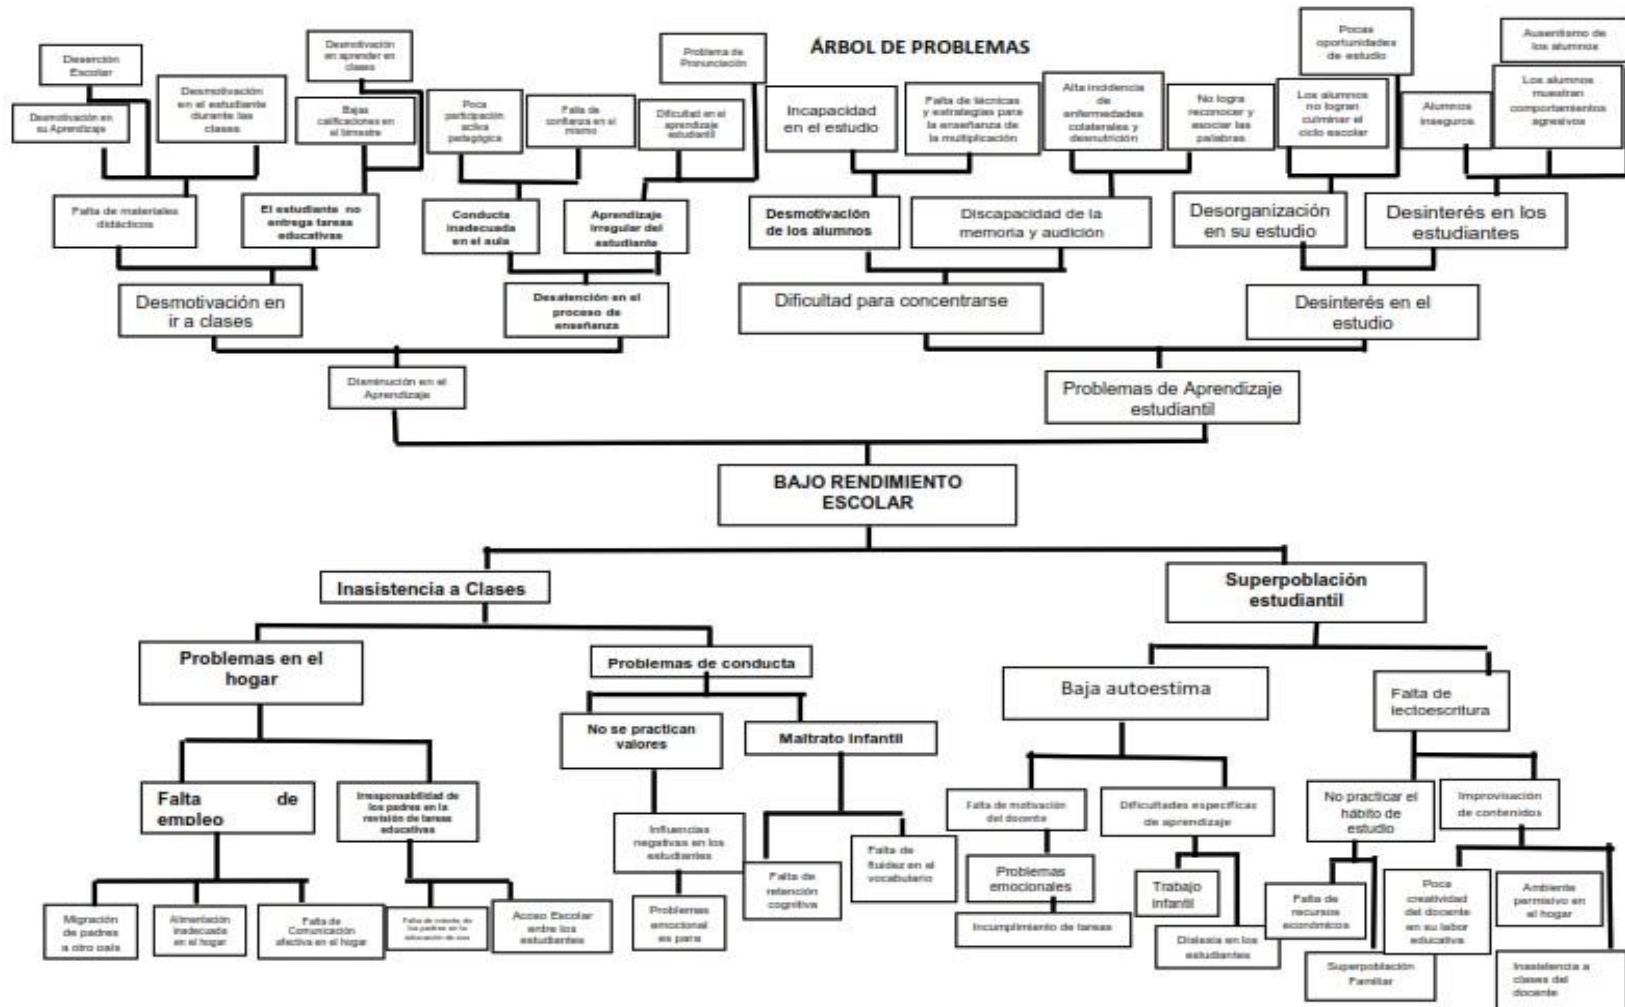 ÁRBOL DE PROBLEMAS
Deserción
Escolar
Desmotivación
en aprender en
clases
Problema de
Pronunciación
Pocas
oportunidades
de estudio
Ausentismo de
los alumnos
Desmotivación en
su Aprendizaje
Desmotivación
en el estudiante
durante las
clases
Bajas
calificaciones en
el bimestre
Poca
participación
activa
pedagógica
Falta de
confianza en si
mismo
Dificultad en el
aprendizaje
estudiantil
Incapacidad
en el estudio
Falta de técnicas
y estrategias para
la enseñanza de
la multiplicación
Alta incidencia
de
enfermedades
colaterales y
desnutrición
No logra
reconocer y
asociar las
palabras
Los alumnos
no logran
culminar el
ciclo escolar
Alumnos
inseguros
Los alumnos
muestran
comportamientos
agresivos
Falta de materiales
didácticos
El estudiante no
entrega tareas
educativas
Conducta
inadecuada
en el aula
Aprendizaje
irregular del
estudiante
Desmotivación
de los alumnos
Discapacidad de la
memoria y audición
Desorganización
en su estudio
Desinterés en los
estudiantes
Desmotivación en
ir a clases
Desatención en el
proceso de
enseñanza
Dificultad para concentrarse
Desinterés en el
estudio
Disminución en el
Aprendizaje
Problemas de Aprendizaje
estudiantil
BAJO RENDIMIENTO
ESCOLAR
Inasistencia a Clases
Superpoblación
estudiantil
Problemas en el
hogar
Problemas de conducta
Baja autoestima
Falta de
lectoescritura
No se practican
valores
Maltrato infantil
Falta de
empleo
Irresponsabilidad de
los padres en la
revisión de tareas
educativas
Influencias
negativas en los
estudiantes
Falta de
retención
cognitiva
Falta de
fluidez en el
vocabulario
Falta de motivación
del docente
Dificultades específicas
de aprendizaje
No practicar el
hábito de
estudio
Improvisación
de contenidos
Migración
de padres
a otro país
Alimentación
inadecuada
en el hogar
Falta de
Comunicación
afectiva en el hogar
Falta de interés de
los padres en la
educación de sus
Acoso Escolar
entre los
estudiantes
Problemas
emocional
es para
Problemas
emocionales
Incumplimiento de tareas
Trabajo
infantil
Dislexia en los
estudiantes
Falta de
recursos
económicos
Superpoblación
Familiar
Poca
creatividad
del docente
en su labor
educativa
Ambiente
permisivo en
el hogar
Inasistencia a
clases del
docente